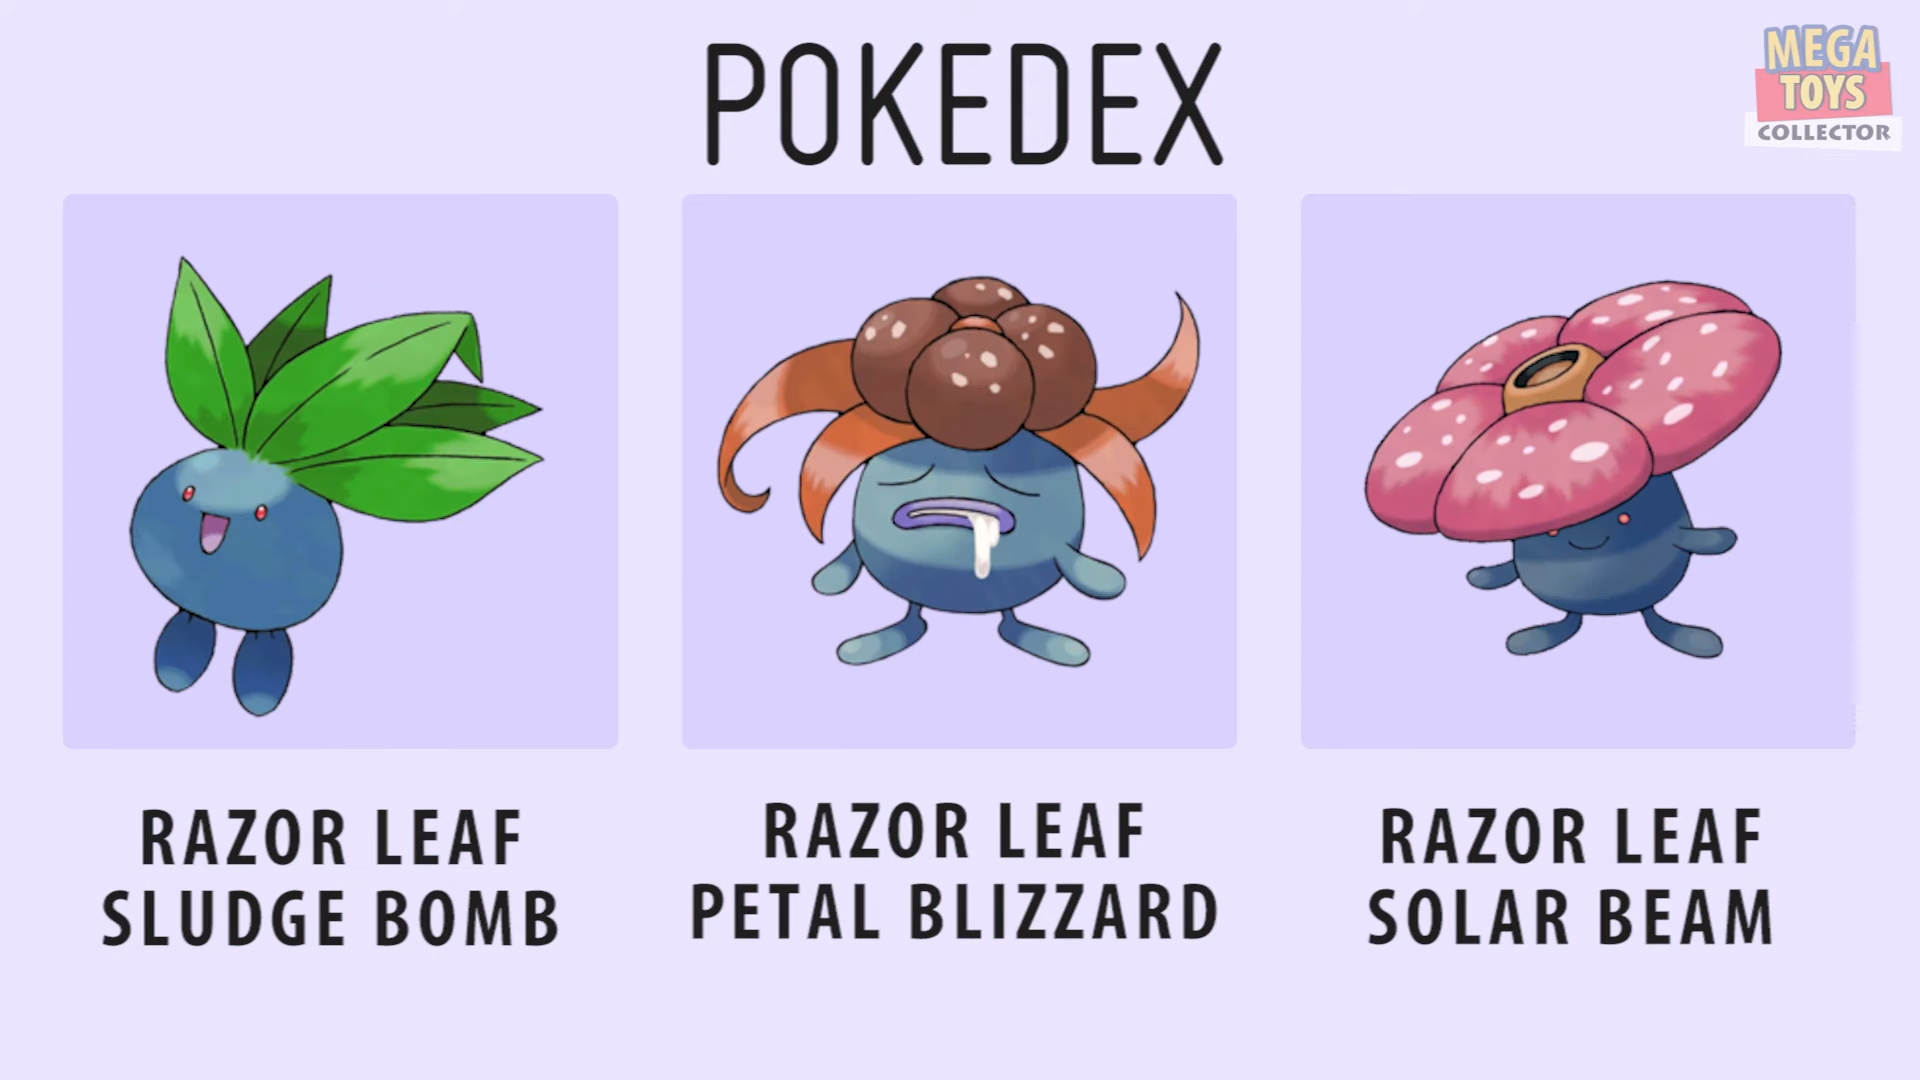 POKEDEX
MEGA
TOYS
COLLECTOR
RAZOR LEAF
SLUDGE BOMB
RAZOR LEAF
PETAL BLIZZARD
RAZOR LEAF
SOLAR BEAM